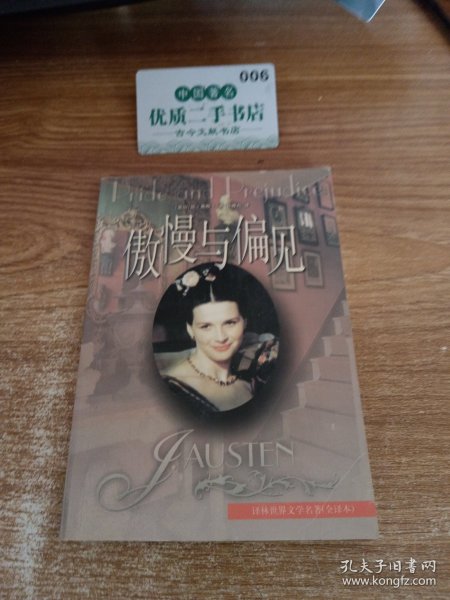 006
中国著名
优质二手书店
古今文献书店
Pride and Prejudice
傲慢与偏见
J. AUSTEN
译林世界文学名著(全译本)
孔夫子旧书网
www.kongfz.com